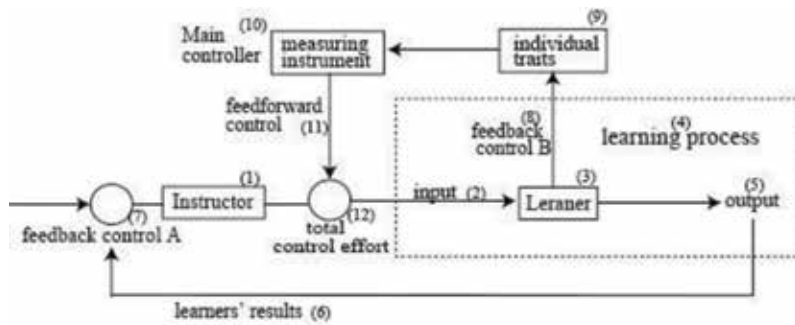 (10)
Main
controller
measuring
instrument
(9)
individual
traits
feedforward
control (11)
(8)
feedback
control B
(4)
learning process
(1)
Instructor
(7)
feedback control A
(12)
total
control effort
input (2)
(3)
Leraner
(5)
output
learners' results (6)